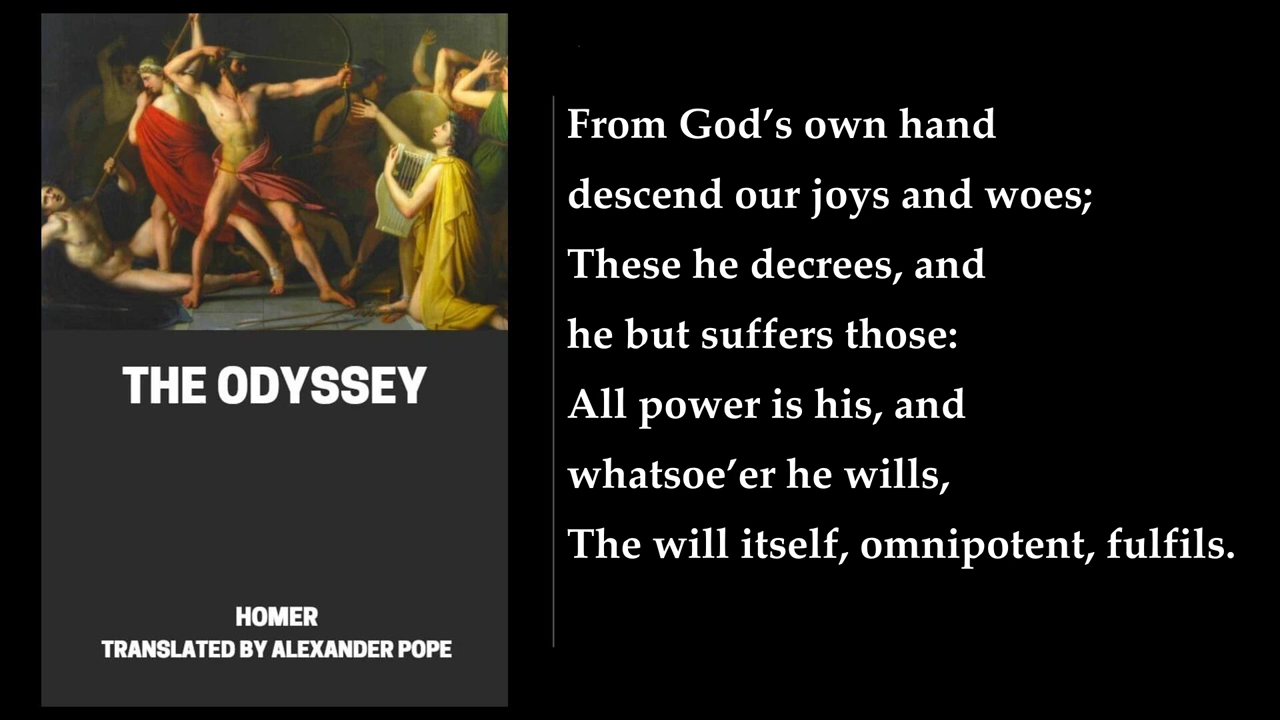 THE ODYSSEY
HOMER
TRANSLATED BY ALEXANDER POPE
From God’s own hand
descend our joys and woes;
These he decrees, and
he but suffers those:
All power is his, and
whatsoe’er he wills,
The will itself, omnipotent, fulfils.